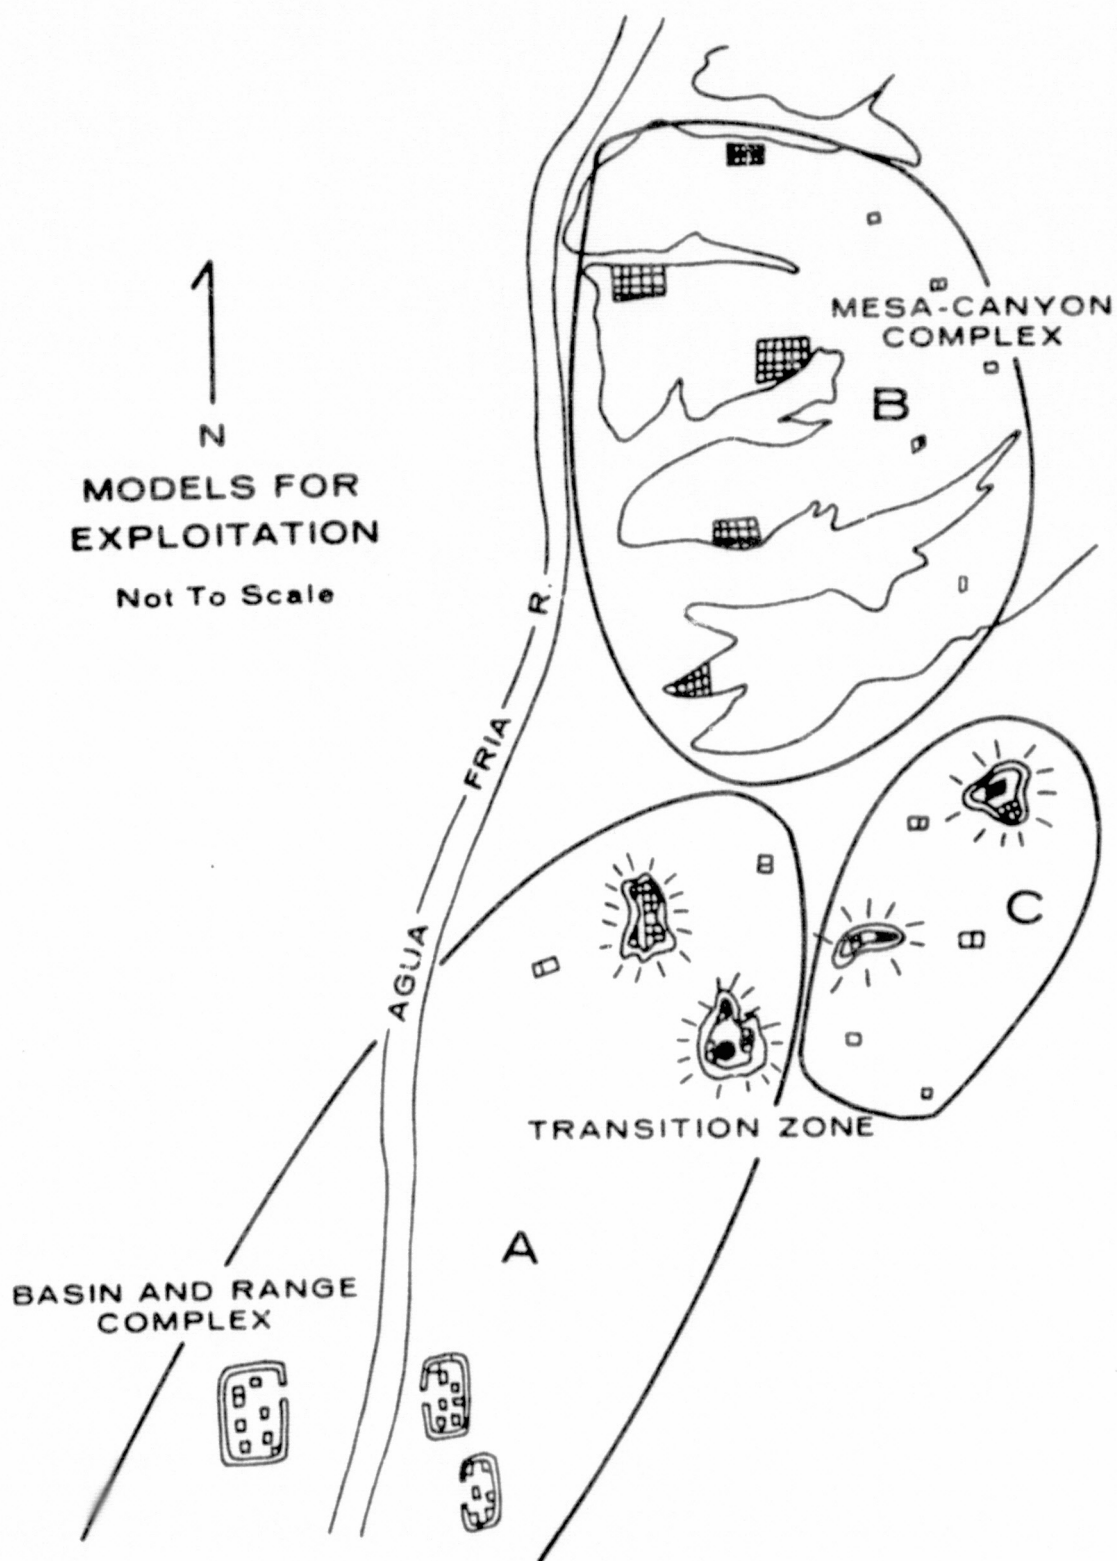 MESA-CANYON
COMPLEX
B
N
MODELS FOR
EXPLOITATION
Not To Scale
AGUA FRIA R.
C
TRANSITION ZONE
A
BASIN AND RANGE
COMPLEX